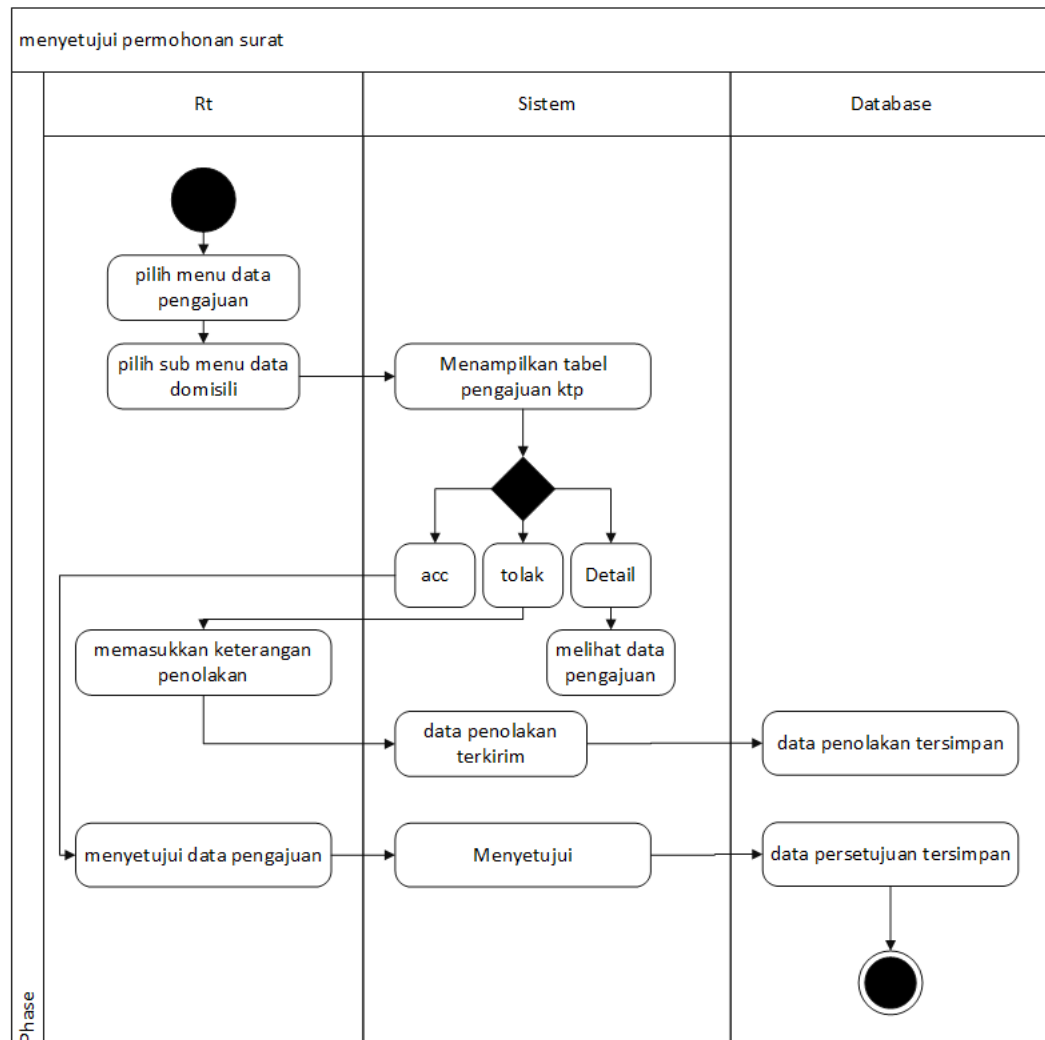 menyetujui permohonan surat
Rt
Sistem
Database
pilih menu data
pengajuan
pilih sub menu data
domisili
Menampilkan tabel
pengajuan ktp
acc
tolak
Detail
memasukkan keterangan
penolakan
melihat data
pengajuan
data penolakan
terkirim
data penolakan tersimpan
menyetujui data pengajuan
Menyetujui
data persetujuan tersimpan
Phase